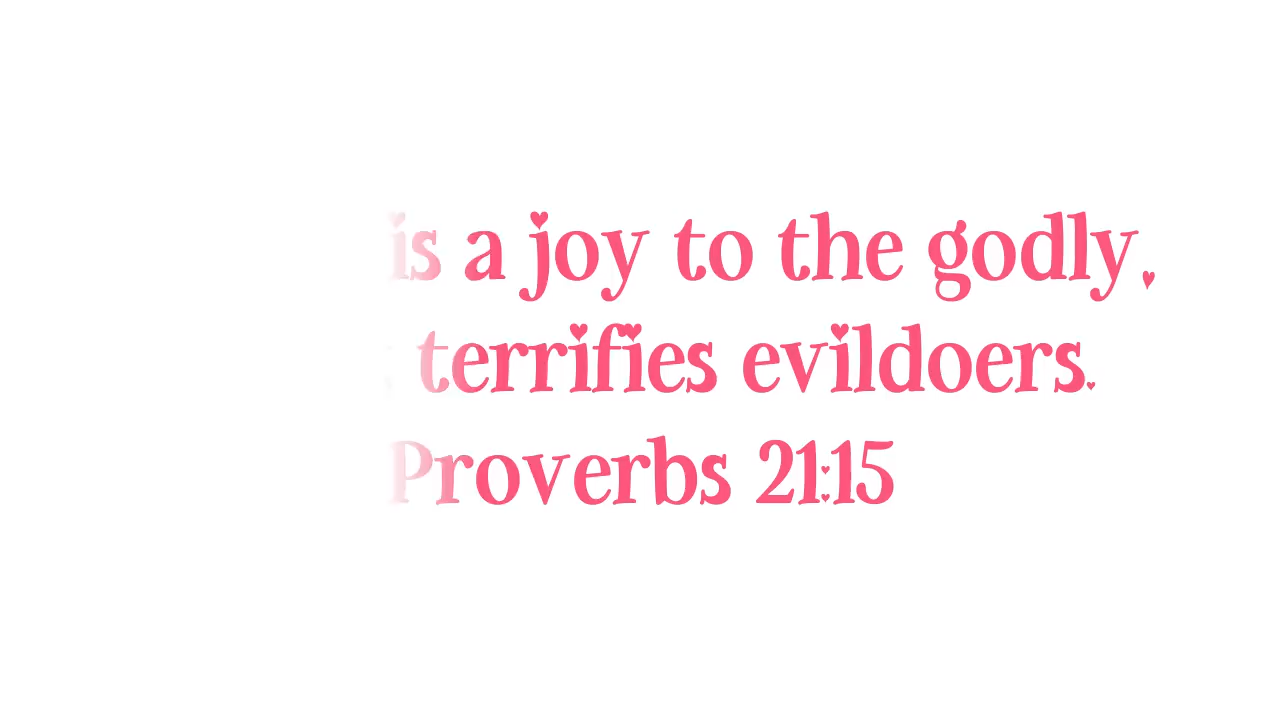 is a joy to the godly,
terrifies evildoers.
Proverbs 21:15